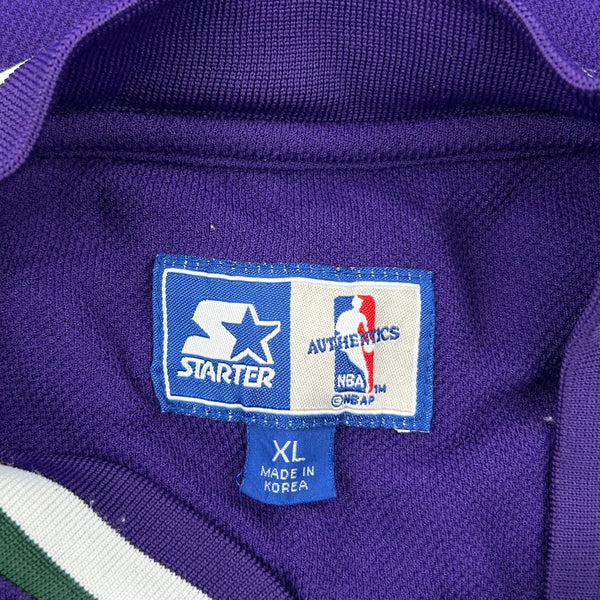 STARTER
AUTHENTICS
NBA TM
©NBAP
XL
MADE IN
KOREA